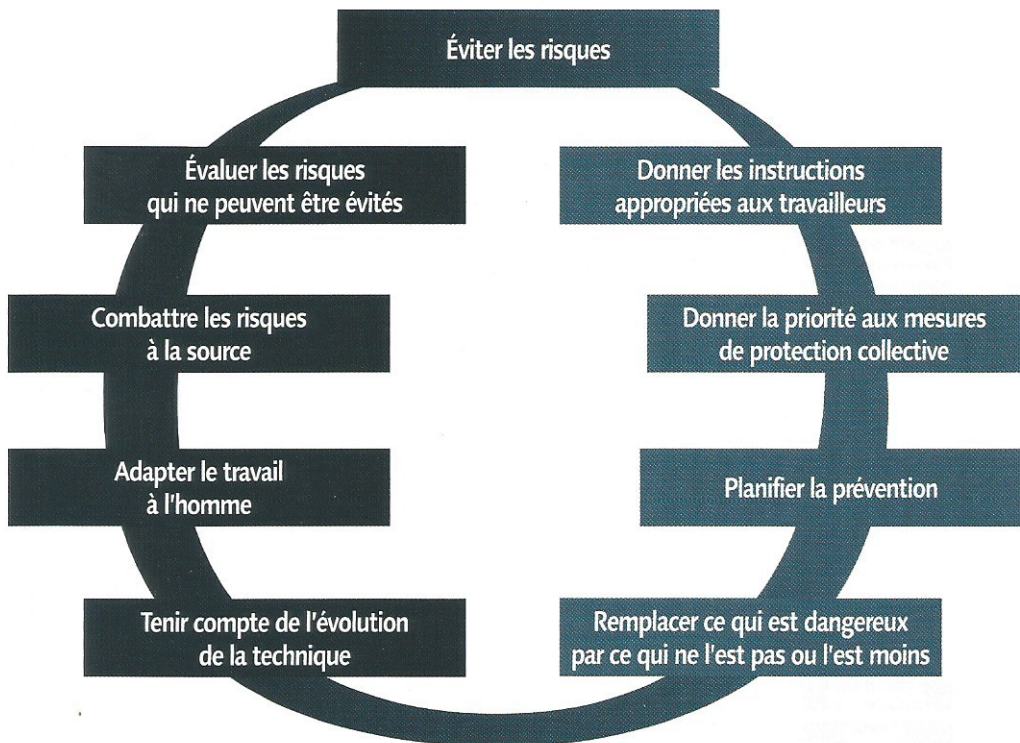 Éviter les risques
Évaluer les risques
qui ne peuvent être évités
Combattre les risques
à la source
Adapter le travail
à l'homme
Tenir compte de l'évolution
de la technique
Remplacer ce qui est dangereux
par ce qui ne l'est pas ou l'est moins
Planifier la prévention
Donner la priorité aux mesures
de protection collective
Donner les instructions
appropriées aux travailleurs